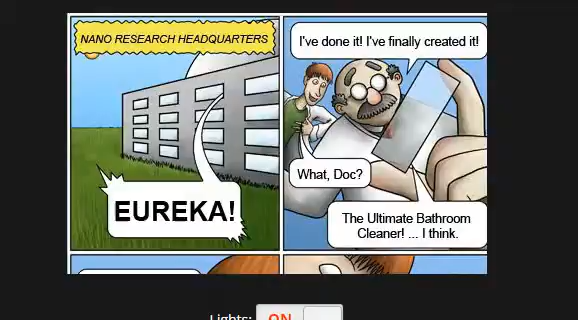 NANO RESEARCH HEADQUARTERS
EUREKA!
I've done it! I've finally created it!
What, Doc?
The Ultimate Bathroom
Cleaner! ... I think.
Lights: ON